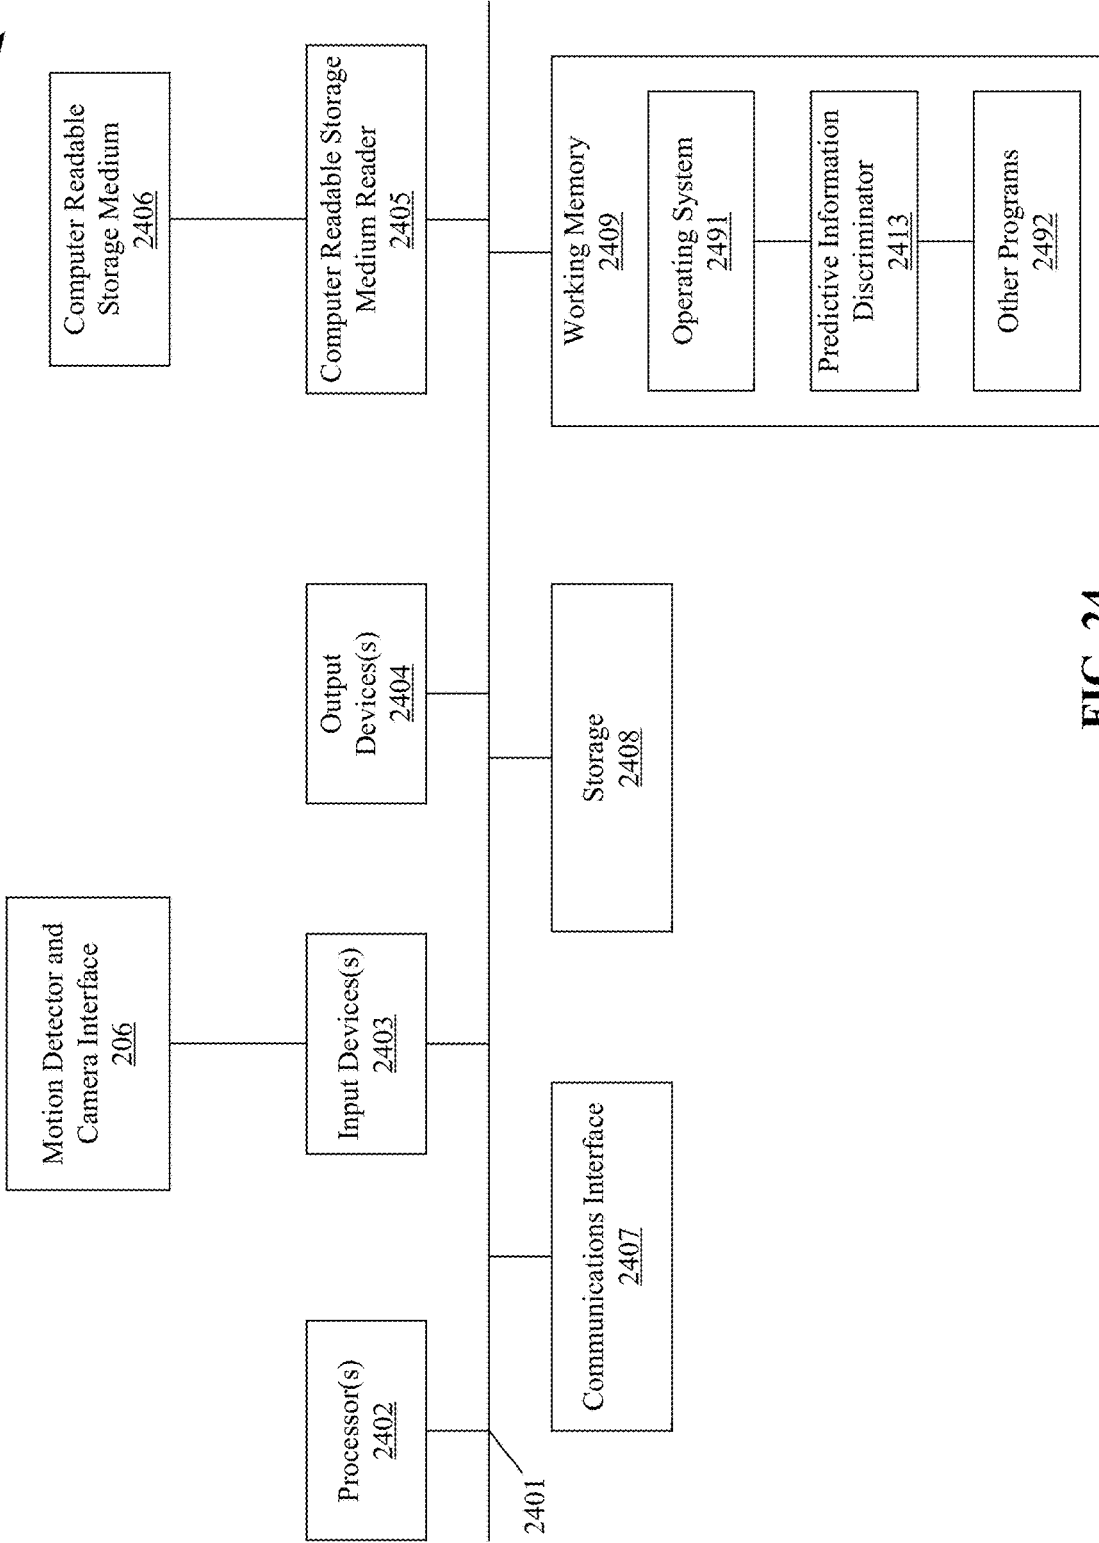 Motion Detector and
Camera Interface
206
Computer Readable
Storage Medium
2406
Processor(s)
2402
Input Devices(s)
2403
Output
Devices(s)
2404
Computer Readable Storage
Medium Reader
2405
2401
Communications Interface
2407
Storage
2408
Working Memory
2409
Operating System
2491
Predictive Information
Discriminator
2413
Other Programs
2492
FIG. 24